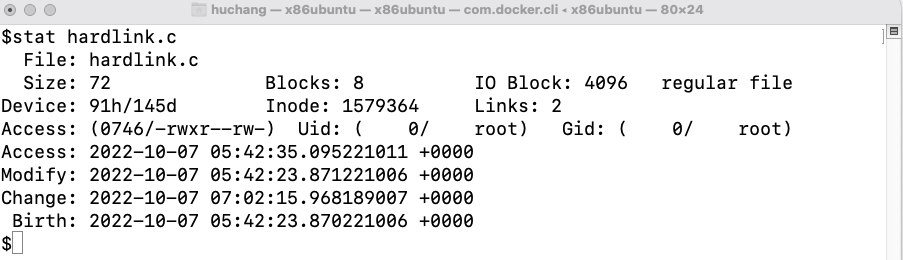 huchang — x86ubuntu — x86ubuntu — com.docker.cli ◂ x86ubuntu — 80×24
$stat hardlink.c
  File: hardlink.c
  Size: 72              Blocks: 8          IO Block: 4096   regular file
Device: 91h/145d        Inode: 1579364     Links: 2
Access: (0746/-rwxr--rw-)  Uid: (    0/    root)   Gid: (    0/    root)
Access: 2022-10-07 05:42:35.095221011 +0000
Modify: 2022-10-07 05:42:23.871221006 +0000
Change: 2022-10-07 07:02:15.968189007 +0000
 Birth: 2022-10-07 05:42:23.870221006 +0000
$